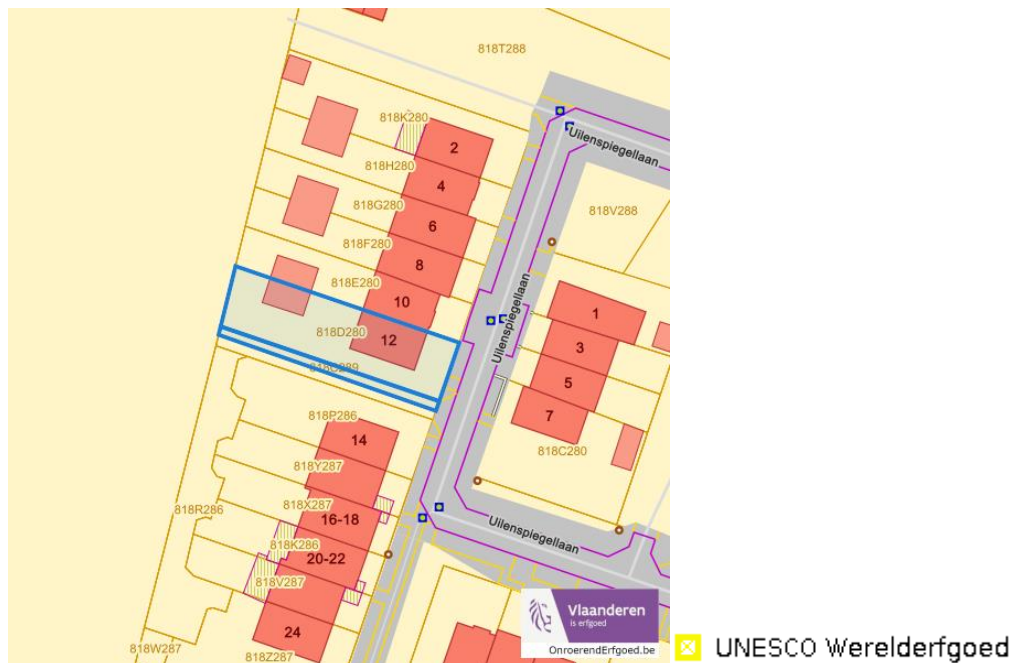 818T288
818K280
2
Uilenspiegellaan
818H280
4
818G280
6
818V288
818F280
8
818E280
10
Uilenspiegellaan
1
818D280
12
3
5
7
818P286
14
818C280
818Y287
818X287
818R286
16-18
Uilenspiegellaan
818K286
20-22
818V287
24
818W287
818Z287
Vlaanderen
is erfgoed
OnroerendErfgoed.be
UNESCO Werelderfgoed